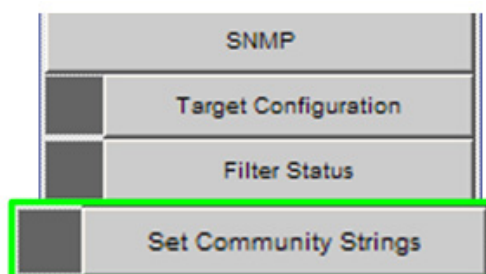 SNMP
Target Configuration
Filter Status
Set Community Strings